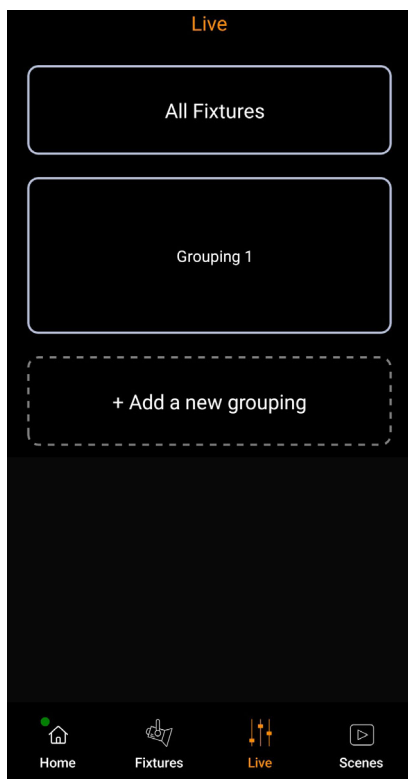 Live
All Fixtures
Grouping 1
+ Add a new grouping
Home
Fixtures
Live
Scenes